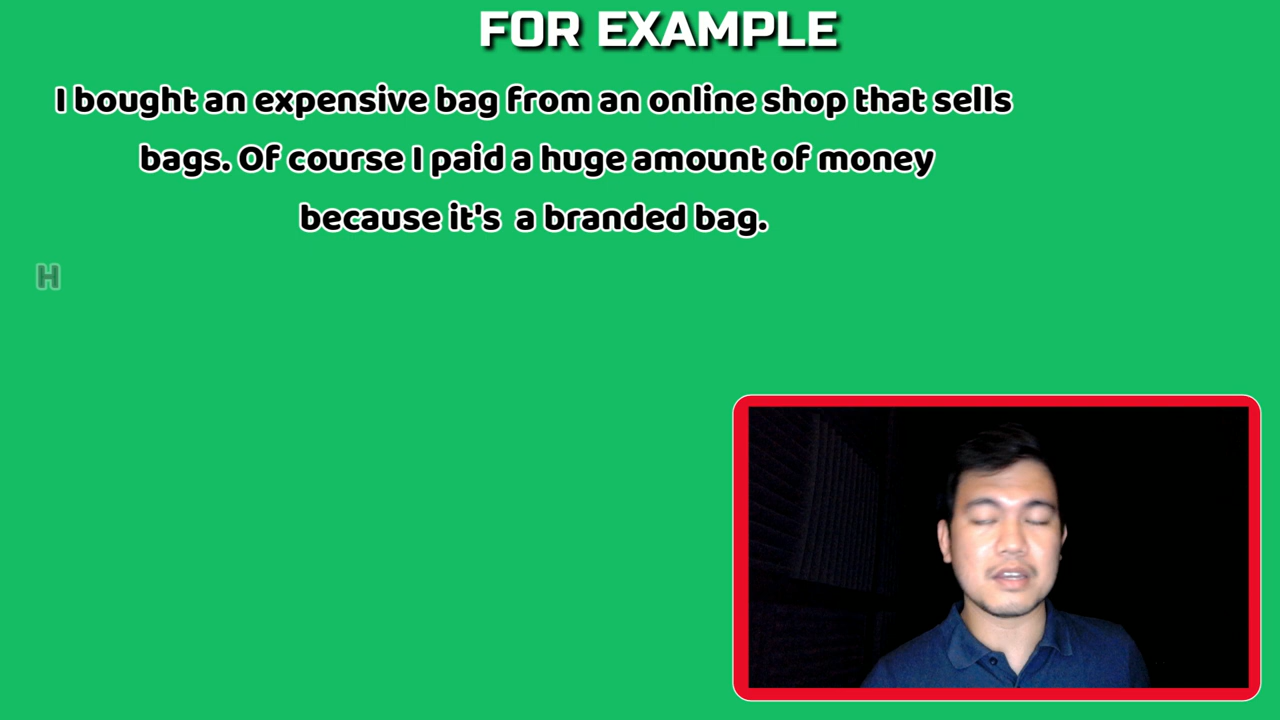 FOR EXAMPLE
I bought an expensive bag from an online shop that sells
bags. Of course I paid a huge amount of money
because it's  a branded bag.
H